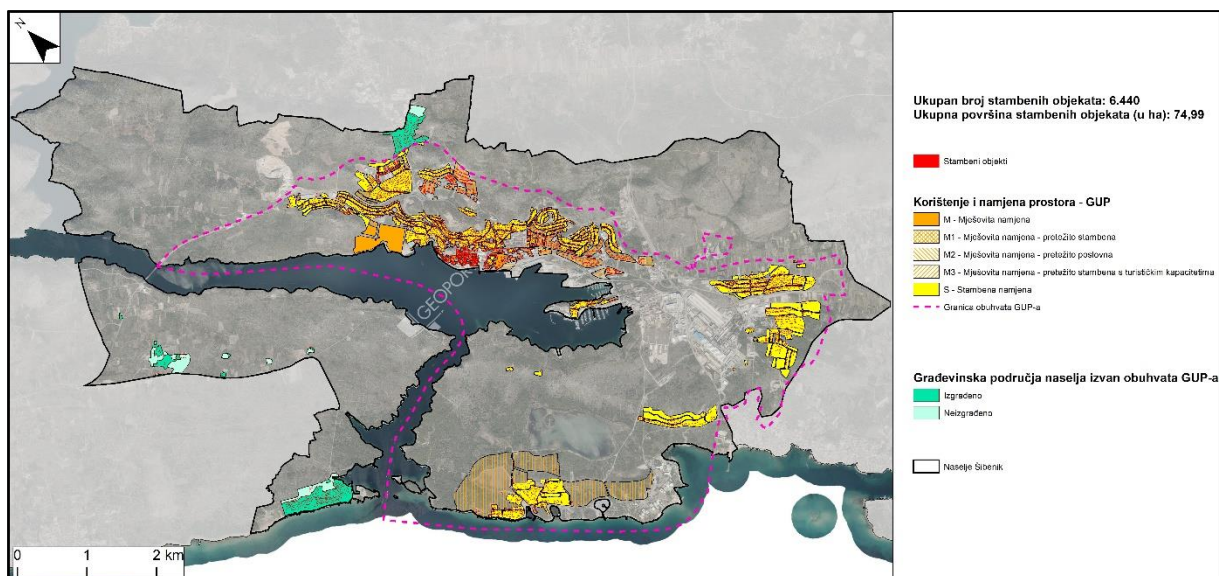 N
Ukupan broj stambenih objekata: 6.440
Ukupna površina stambenih objekata (u ha): 74,99
Stambeni objekti
Korištenje i namjena prostora - GUP
M - Mješovita namjena
M1 - Mješovita namjena - pretežito stambena
M2 - Mješovita namjena - pretežito poslovna
M3 - Mješovita namjena - pretežito stambena s turističkim kapacitetima
S - Stambena namjena
Granica obuhvata GUP-a
Građevinska područja naselja izvan obuhvata GUP-a
Izgrađeno
Neizgrađeno
Naselje Šibenik
GEOPOR
0 1 2 km